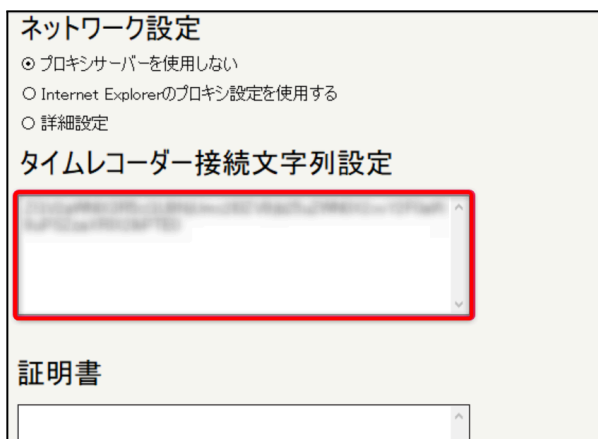 ネットワーク設定
プロキシサーバーを使用しない
Internet Explorerのプロキシ設定を使用する
詳細設定
タイムレコーダー接続文字列設定
証明書